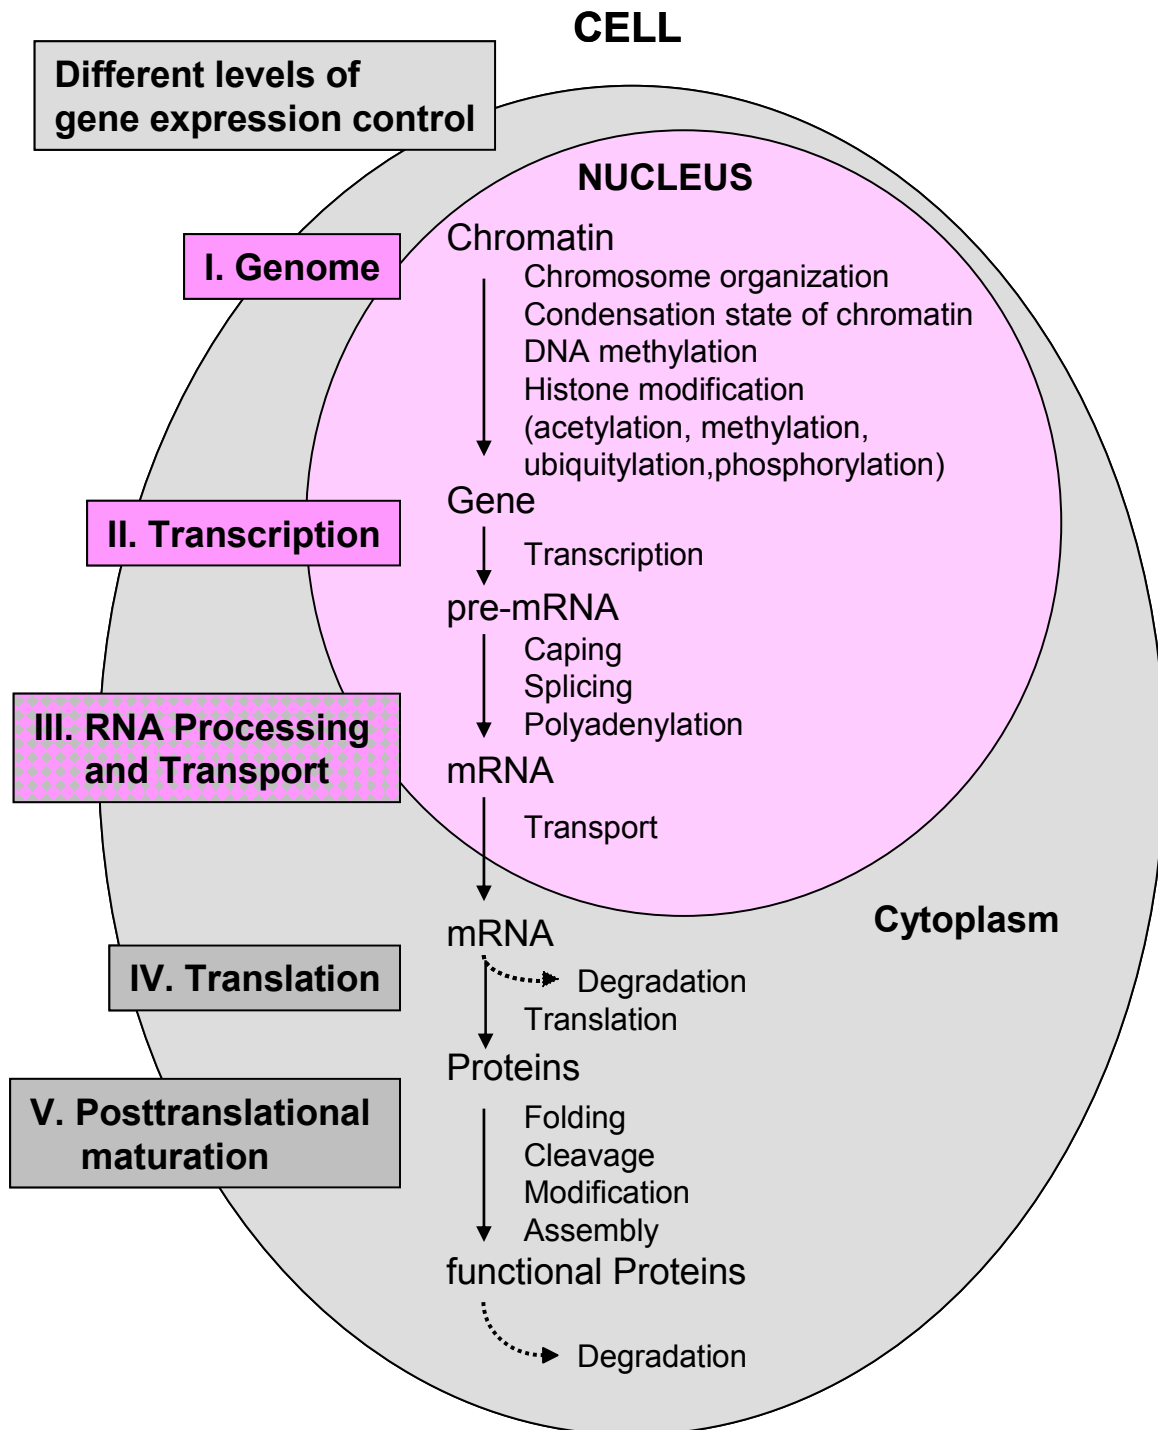 CELL
Different levels of
gene expression control
NUCLEUS
I. Genome
Chromatin
Chromosome organization
Condensation state of chromatin
DNA methylation
Histone modification
(acetylation, methylation,
ubiquitylation,phosphorylation)
II. Transcription
Gene
Transcription
pre-mRNA
Caping
Splicing
Polyadenylation
III. RNA Processing
and Transport
mRNA
Transport
Cytoplasm
mRNA
IV. Translation
Degradation
Translation
Proteins
V. Posttranslational
maturation
Folding
Cleavage
Modification
Assembly
functional Proteins
Degradation